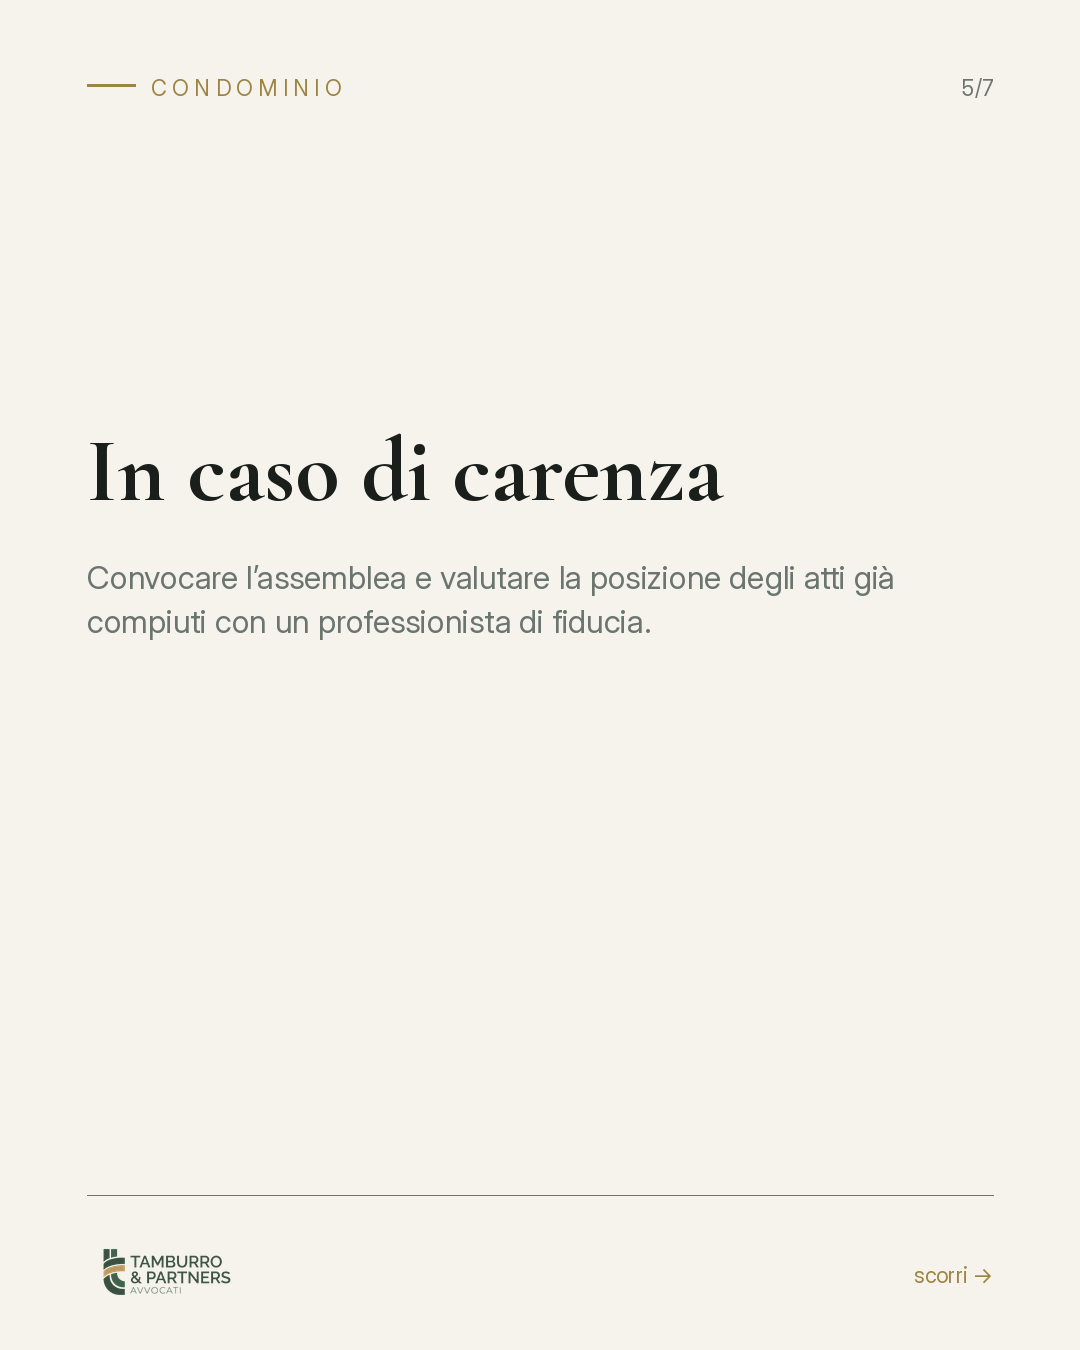 CONDOMINIO
5/7
In caso di carenza
Convocare l’assemblea e valutare la posizione degli atti già
compiuti con un professionista di fiducia.
TAMBURRO
& PARTNERS
AVVOCATI
scorri →